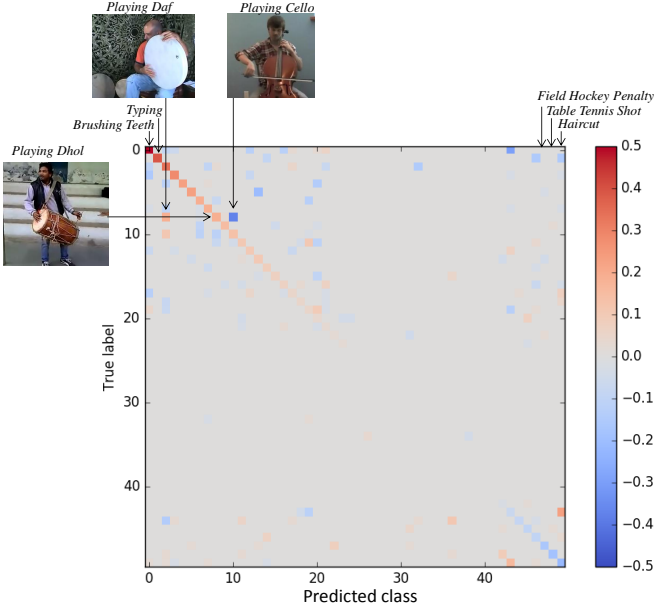 Playing Daf
Playing Cello
Field Hockey Penalty
Typing
Table Tennis Shot
Brushing Teeth
Haircut
Playing Dhol
0
10
20
30
40
True label
0
10
20
30
40
Predicted class
0.5
0.4
0.3
0.2
0.1
0.0
−0.1
−0.2
−0.3
−0.4
−0.5